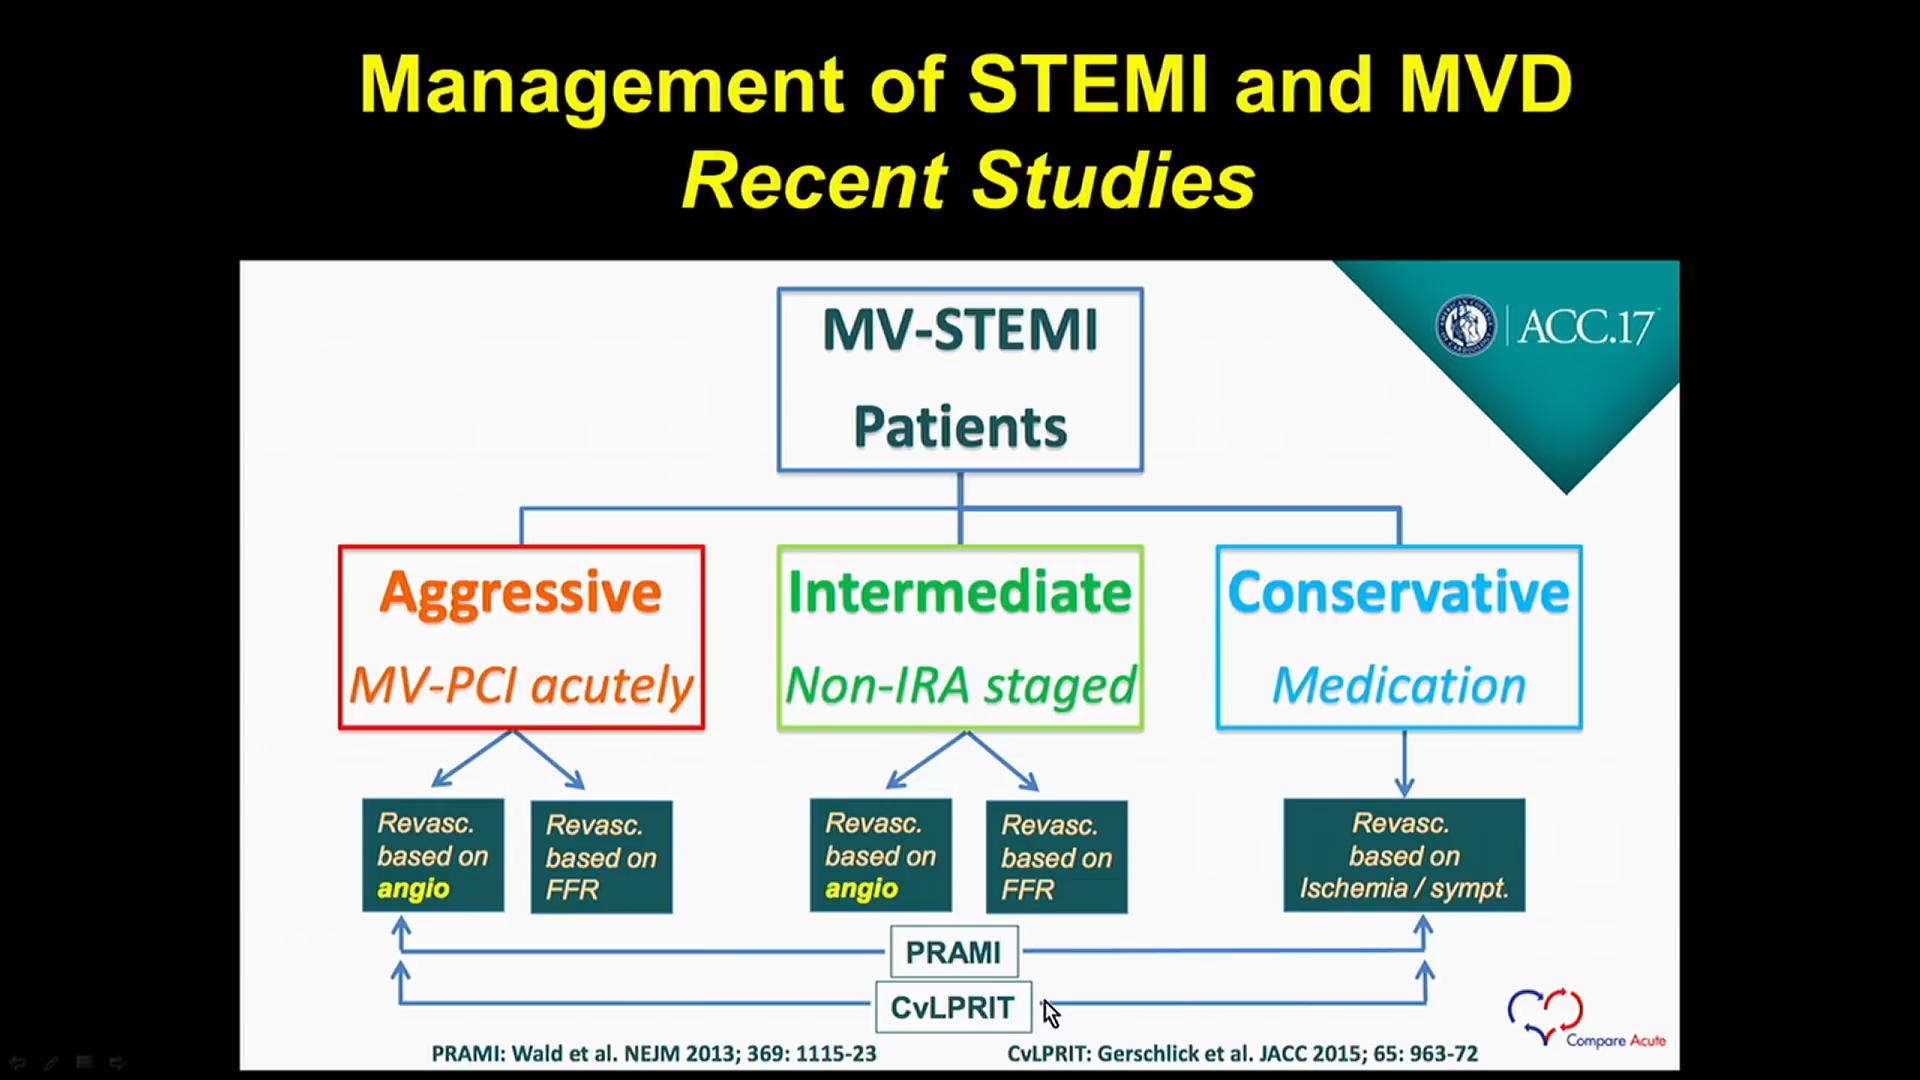 Management of STEMI and MVD
Recent Studies
MV-STEMI
Patients
ACC.17
Aggressive
MV-PCI acutely
Intermediate
Non-IRA staged
Conservative
Medication
Revasc.
based on
angio
Revasc.
based on
FFR
Revasc.
based on
angio
Revasc.
based on
FFR
Revasc.
based on
Ischemia / sympt.
PRAMI
CvLPRIT
Compare Acute
PRAMI: Wald et al. NEJM 2013; 369: 1115-23
CvLPRIT: Gerschlick et al. JACC 2015; 65: 963-72